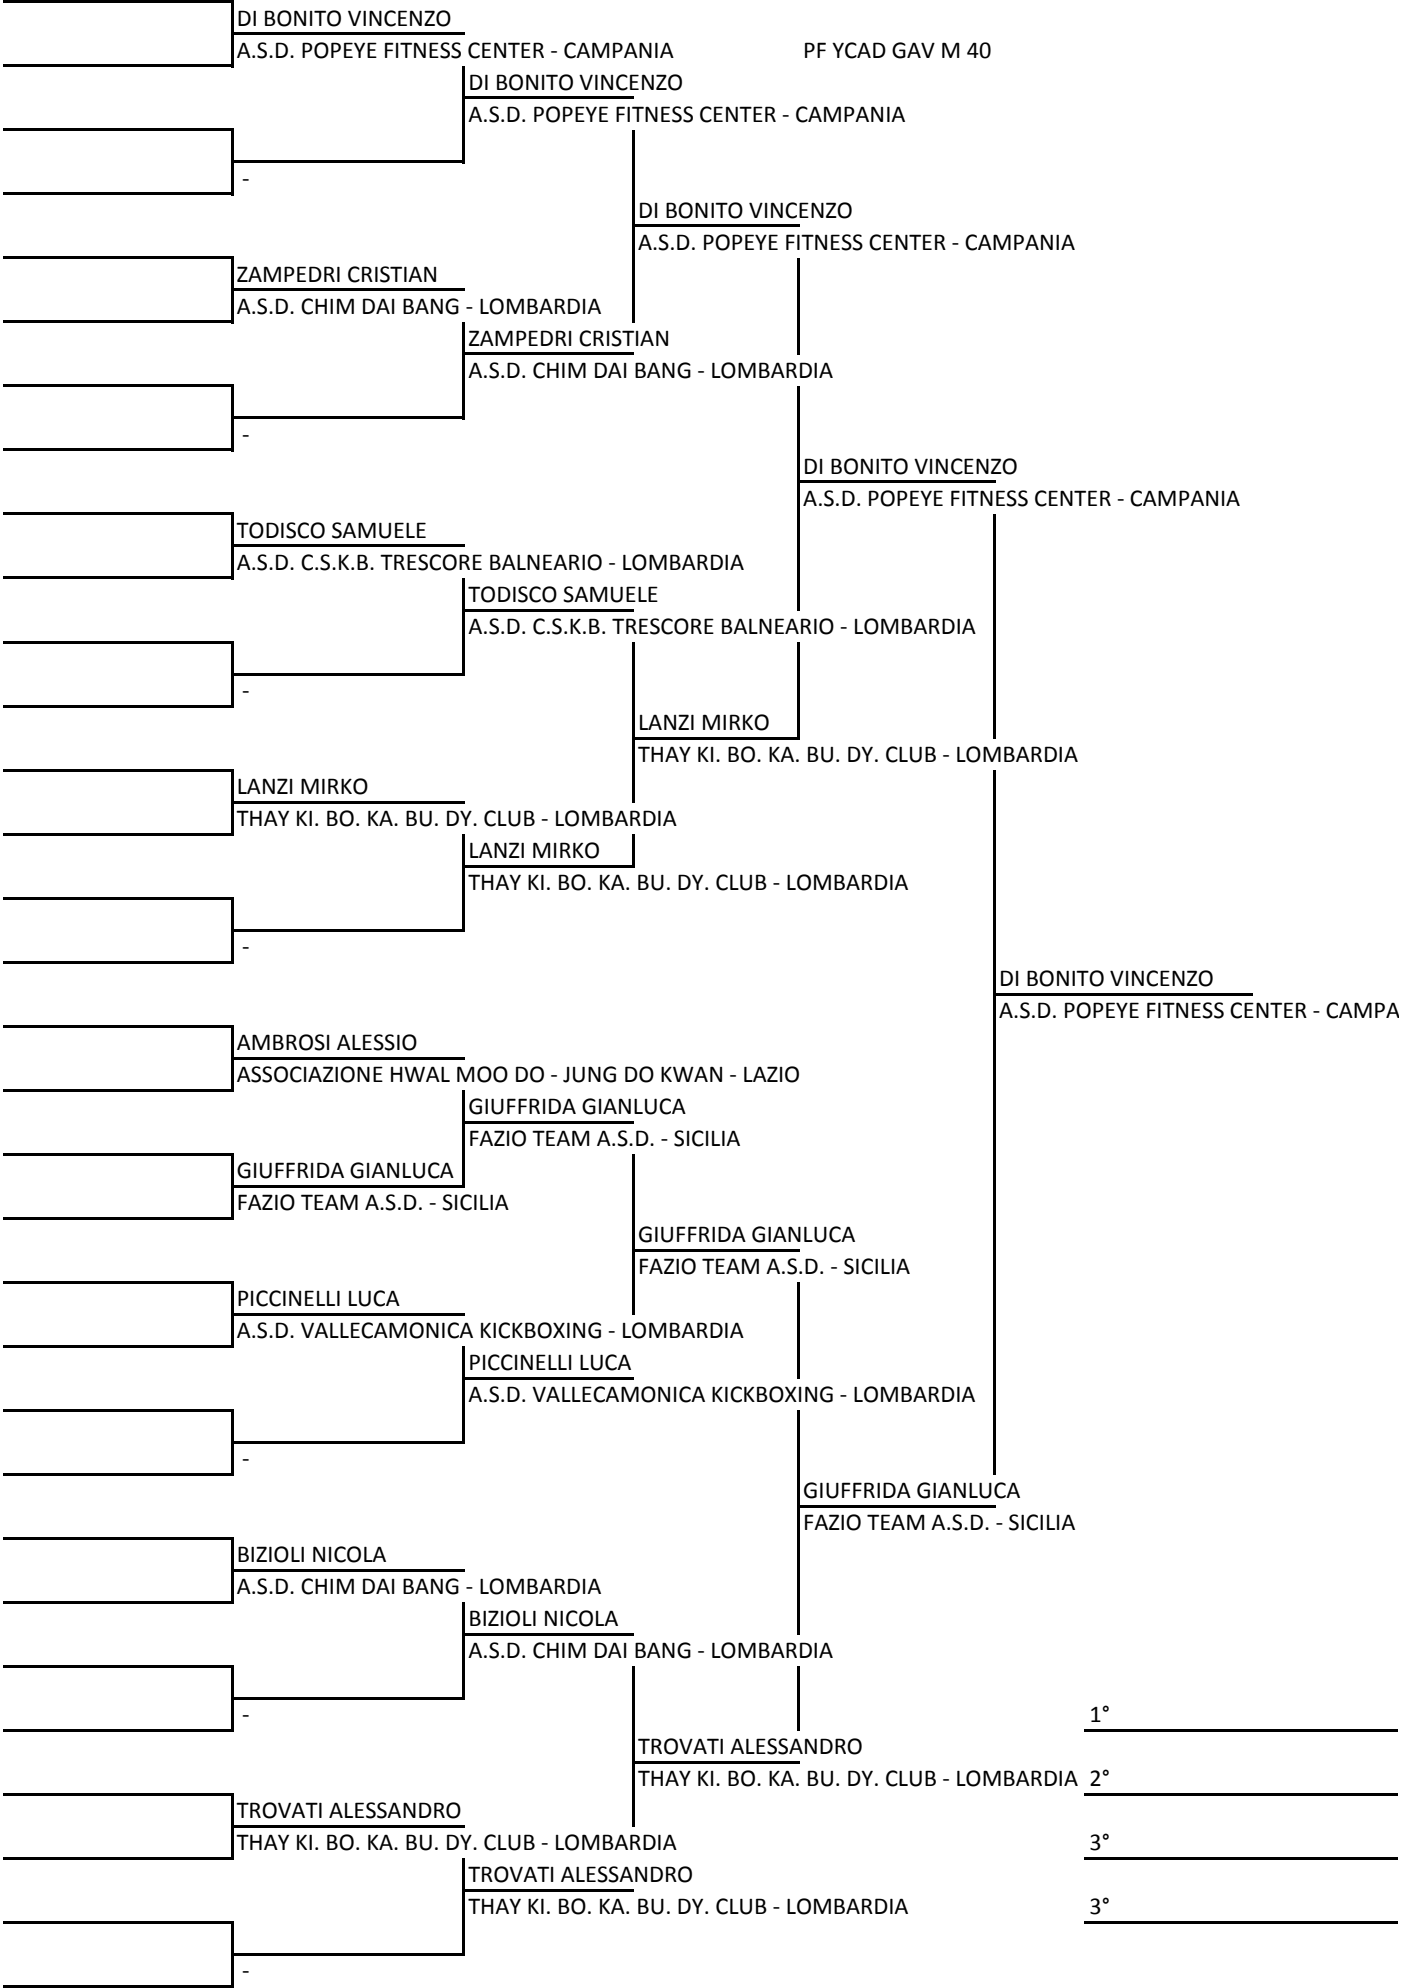 DI BONITO VINCENZO
A.S.D. POPEYE FITNESS CENTER - CAMPANIA PF YCAD GAV M 40
DI BONITO VINCENZO
A.S.D. POPEYE FITNESS CENTER - CAMPANIA
-
DI BONITO VINCENZO
A.S.D. POPEYE FITNESS CENTER - CAMPANIA
ZAMPEDRI CRISTIAN
A.S.D. CHIM DAI BANG - LOMBARDIA
ZAMPEDRI CRISTIAN
A.S.D. CHIM DAI BANG - LOMBARDIA
-
DI BONITO VINCENZO
A.S.D. POPEYE FITNESS CENTER - CAMPANIA
TODISCO SAMUELE
A.S.D. C.S.K.B. TRESCORE BALNEARIO - LOMBARDIA
TODISCO SAMUELE
A.S.D. C.S.K.B. TRESCORE BALNEARIO - LOMBARDIA
-
LANZI MIRKO
THAY KI. BO. KA. BU. DY. CLUB - LOMBARDIA
LANZI MIRKO
THAY KI. BO. KA. BU. DY. CLUB - LOMBARDIA
LANZI MIRKO
THAY KI. BO. KA. BU. DY. CLUB - LOMBARDIA
-
DI BONITO VINCENZO
A.S.D. POPEYE FITNESS CENTER - CAMPA
AMBROSI ALESSIO
ASSOCIAZIONE HWAL MOO DO - JUNG DO KWAN - LAZIO
GIUFFRIDA GIANLUCA
FAZIO TEAM A.S.D. - SICILIA
GIUFFRIDA GIANLUCA
FAZIO TEAM A.S.D. - SICILIA
GIUFFRIDA GIANLUCA
FAZIO TEAM A.S.D. - SICILIA
PICCINELLI LUCA
A.S.D. VALLECAMONICA KICKBOXING - LOMBARDIA
PICCINELLI LUCA
A.S.D. VALLECAMONICA KICKBOXING - LOMBARDIA
-
GIUFFRIDA GIANLUCA
FAZIO TEAM A.S.D. - SICILIA
BIZIOLI NICOLA
A.S.D. CHIM DAI BANG - LOMBARDIA
BIZIOLI NICOLA
A.S.D. CHIM DAI BANG - LOMBARDIA
- 1°
TROVATI ALESSANDRO
THAY KI. BO. KA. BU. DY. CLUB - LOMBARDIA 2°
TROVATI ALESSANDRO
THAY KI. BO. KA. BU. DY. CLUB - LOMBARDIA 3°
TROVATI ALESSANDRO
THAY KI. BO. KA. BU. DY. CLUB - LOMBARDIA 3°
-